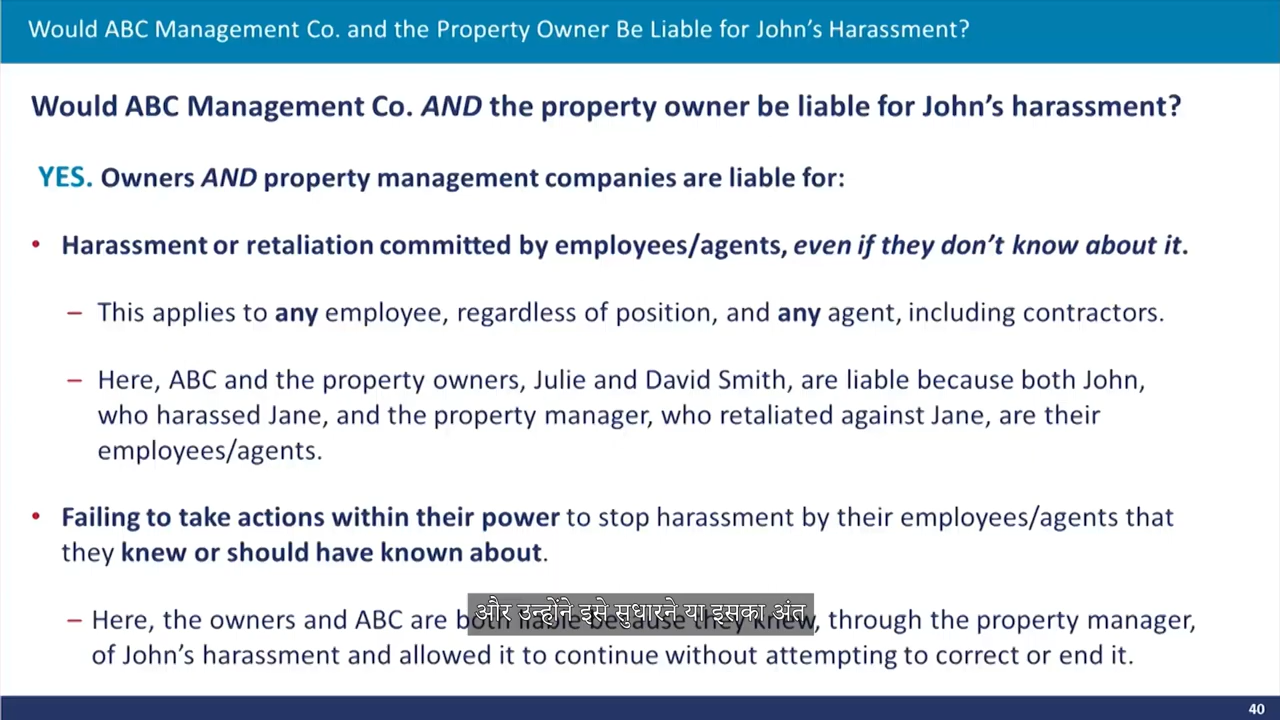 Would ABC Management Co. and the Property Owner Be Liable for John's Harassment?
Would ABC Management Co. AND the property owner be liable for John's harassment?
YES. Owners AND property management companies are liable for:
• Harassment or retaliation committed by employees/agents, even if they don't know about it.
– This applies to any employee, regardless of position, and any agent, including contractors.
– Here, ABC and the property owners, Julie and David Smith, are liable because both John,
who harassed Jane, and the property manager, who retaliated against Jane, are their
employees/agents.
• Failing to take actions within their power to stop harassment by their employees/agents that
they knew or should have known about.
– Here, the owners and ABC are both liable because they knew, through the property manager,
और उन्होंने इसे सुधारने या इसका अंत
of John's harassment and allowed it to continue without attempting to correct or end it.
40